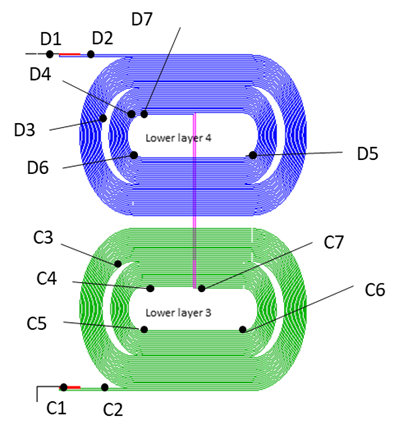 D7
D1 D2
D4
D3
Lower layer 4
D6
D5
C3
C7
C4
C6
Lower layer 3
C5
C1 C2